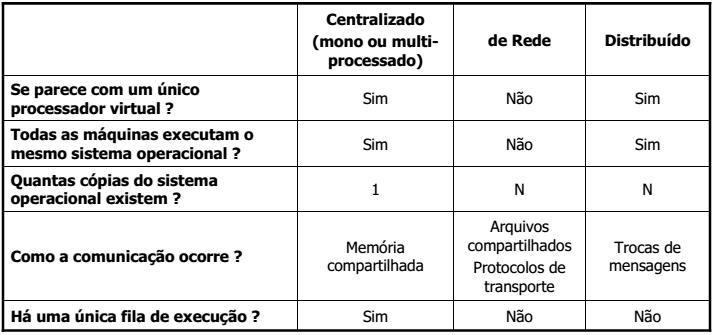 Centralizado
(mono ou multi-
processado)
de Rede
Distribuído
Se parece com um único
processador virtual ?
Sim
Não
Sim
Todas as máquinas executam o
mesmo sistema operacional ?
Sim
Não
Sim
Quantas cópias do sistema
operacional existem ?
1
N
N
Como a comunicação ocorre ?
Memória
compartilhada
Arquivos
compartilhados
Protocolos de
transporte
Trocas de
mensagens
Há uma única fila de execução ?
Sim
Não
Não